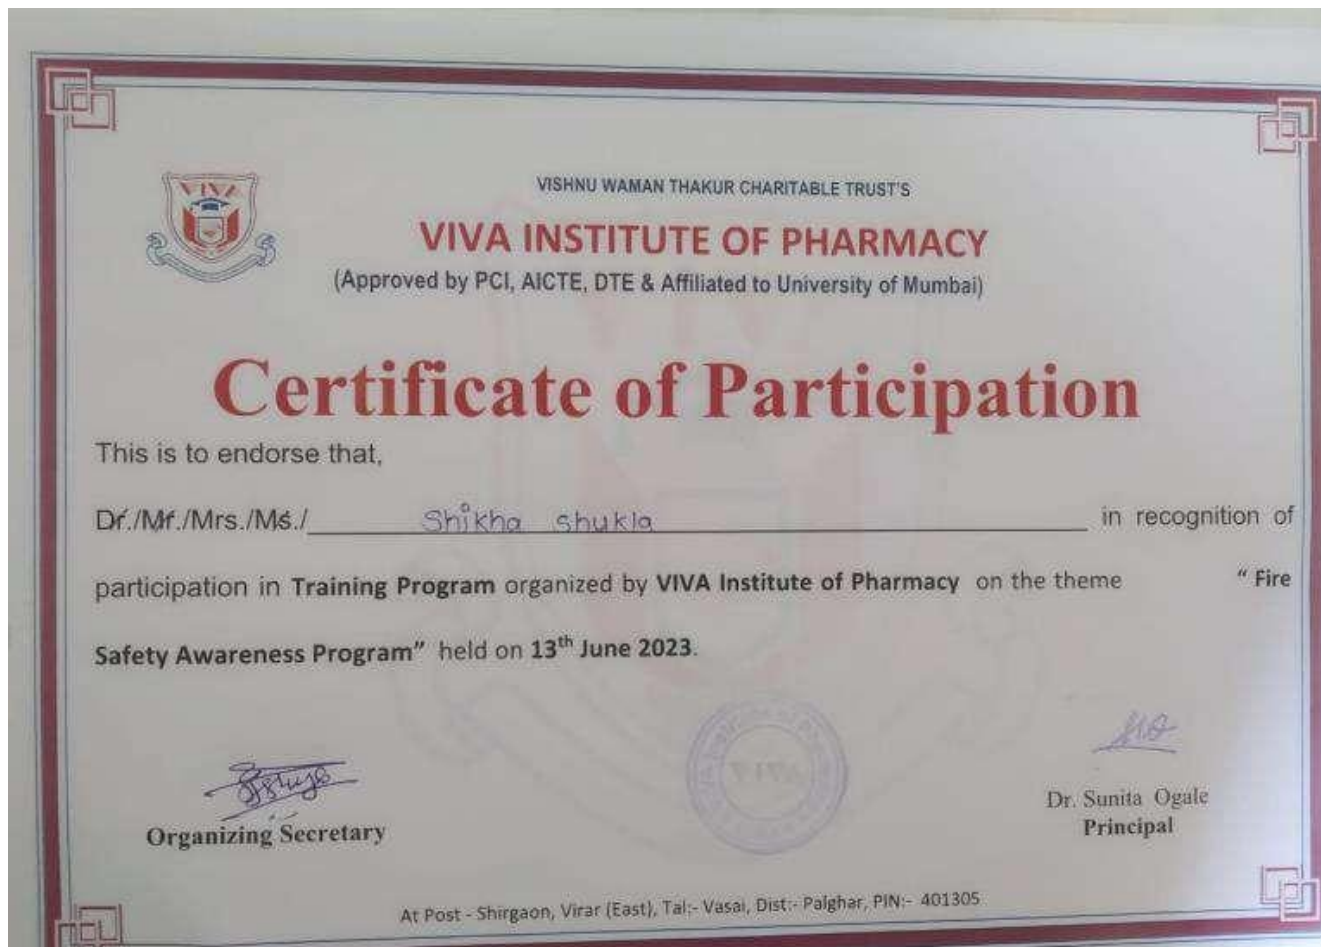 VIVA
VISHNU WAMAN THAKUR CHARITABLE TRUST'S
VIVA INSTITUTE OF PHARMACY
(Approved by PCI, AICTE, DTE & Affiliated to University of Mumbai)
Certificate of Participation
This is to endorse that,
Dr./Mr./Mrs./Ms./ Shikha shukla in recognition of
participation in Training Program organized by VIVA Institute of Pharmacy on the theme “ Fire
Safety Awareness Program” held on 13th June 2023.
Dr. Sunita Ogale
Organizing Secretary
Principal
At Post - Shirgaon, Virar (East), Tal:- Vasai, Dist:- Palghar, PIN:- 401305